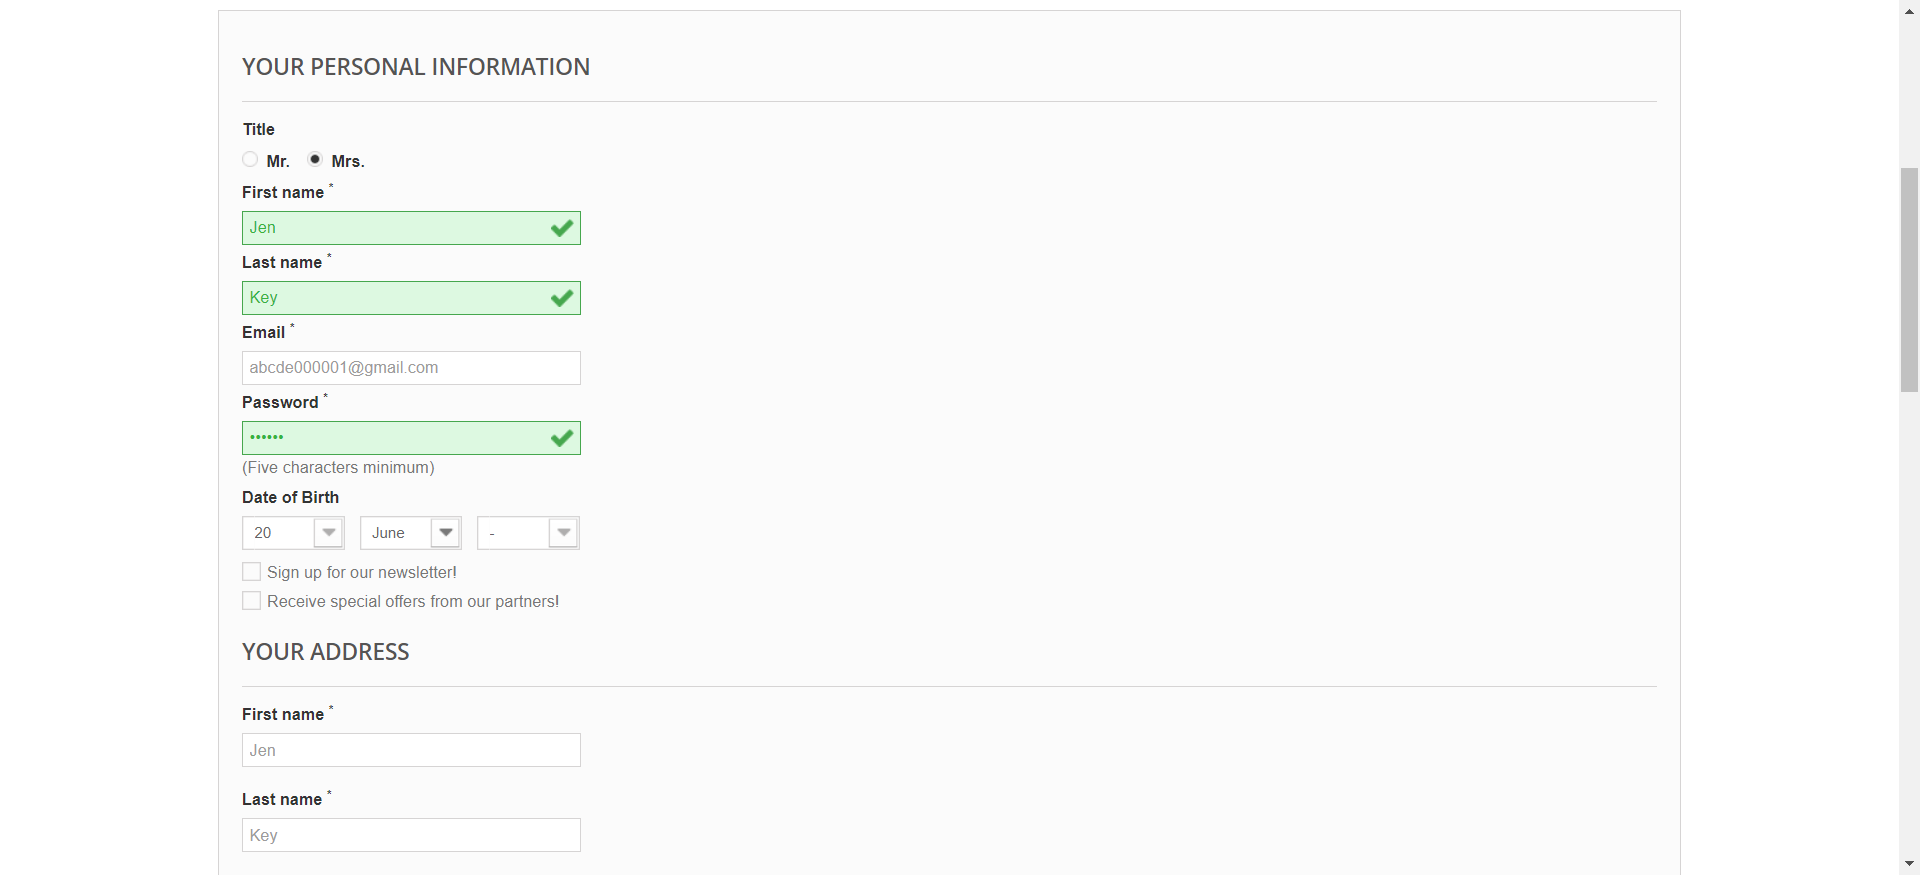 YOUR PERSONAL INFORMATION
Title
Mr. Mrs.
First name *
Jen
Last name *
Key
Email *
abcde000001@gmail.com
Password *
••••••
(Five characters minimum)
Date of Birth
20 June -
Sign up for our newsletter!
Receive special offers from our partners!
YOUR ADDRESS
First name *
Jen
Last name *
Key